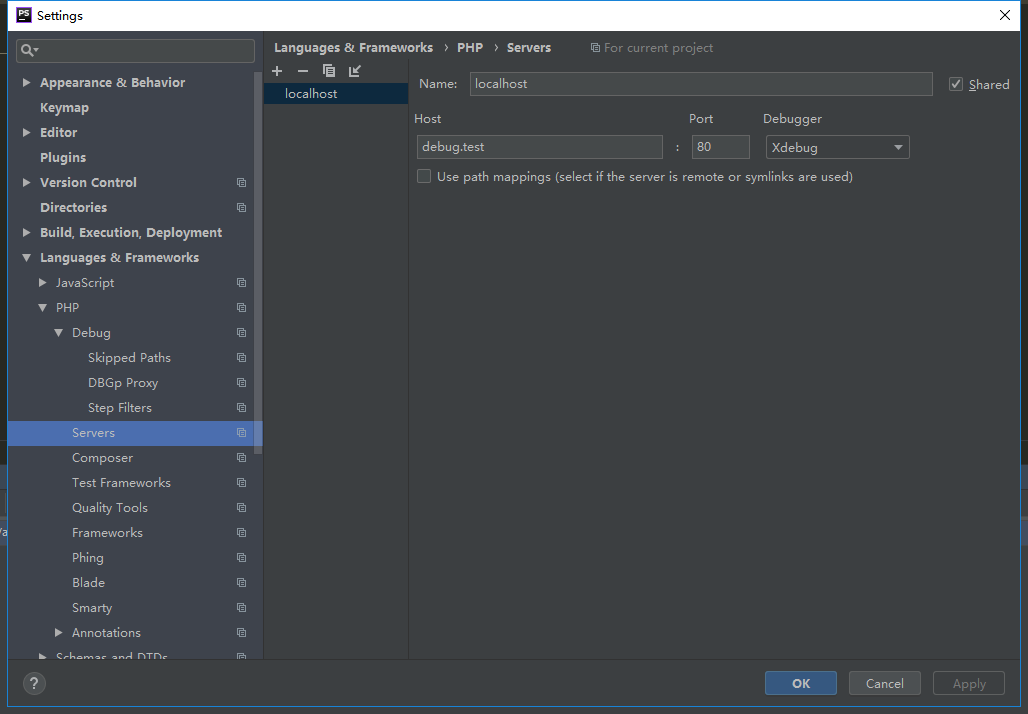 PS Settings
Appearance & Behavior
Keymap
Editor
Plugins
Version Control
Directories
Build, Execution, Deployment
Languages & Frameworks
JavaScript
PHP
Debug
Skipped Paths
DBGp Proxy
Step Filters
Servers
Composer
Test Frameworks
Quality Tools
Frameworks
Phing
Blade
Smarty
Annotations
Schemas and DTDs
Languages & Frameworks › PHP › Servers For current project
localhost
Name: localhost Shared
Host Port Debugger
debug.test : 80 Xdebug
Use path mappings (select if the server is remote or symlinks are used)
? OK Cancel Apply